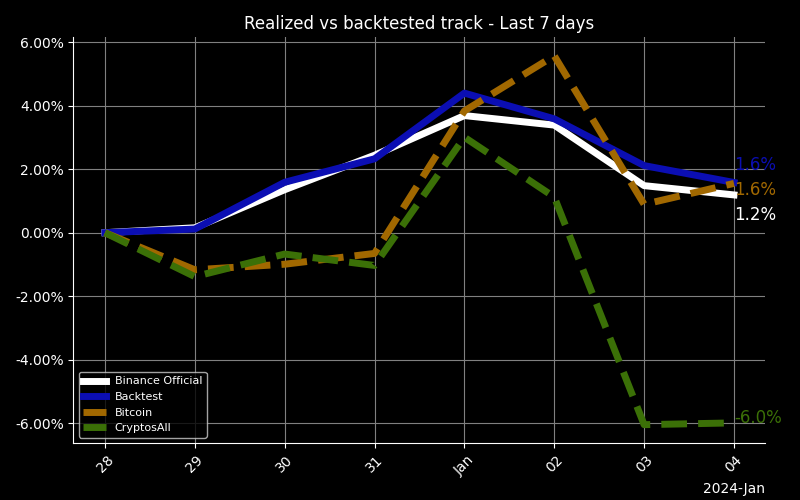 Realized vs backtested track - Last 7 days
6.00%
4.00%
2.00%
0.00%
-2.00%
-4.00%
-6.00%
1.6%
1.6%
1.2%
-6.0%
Binance Official
Backtest
Bitcoin
CryptosAll
28 29 30 31 Jan 02 03 04
2024-Jan